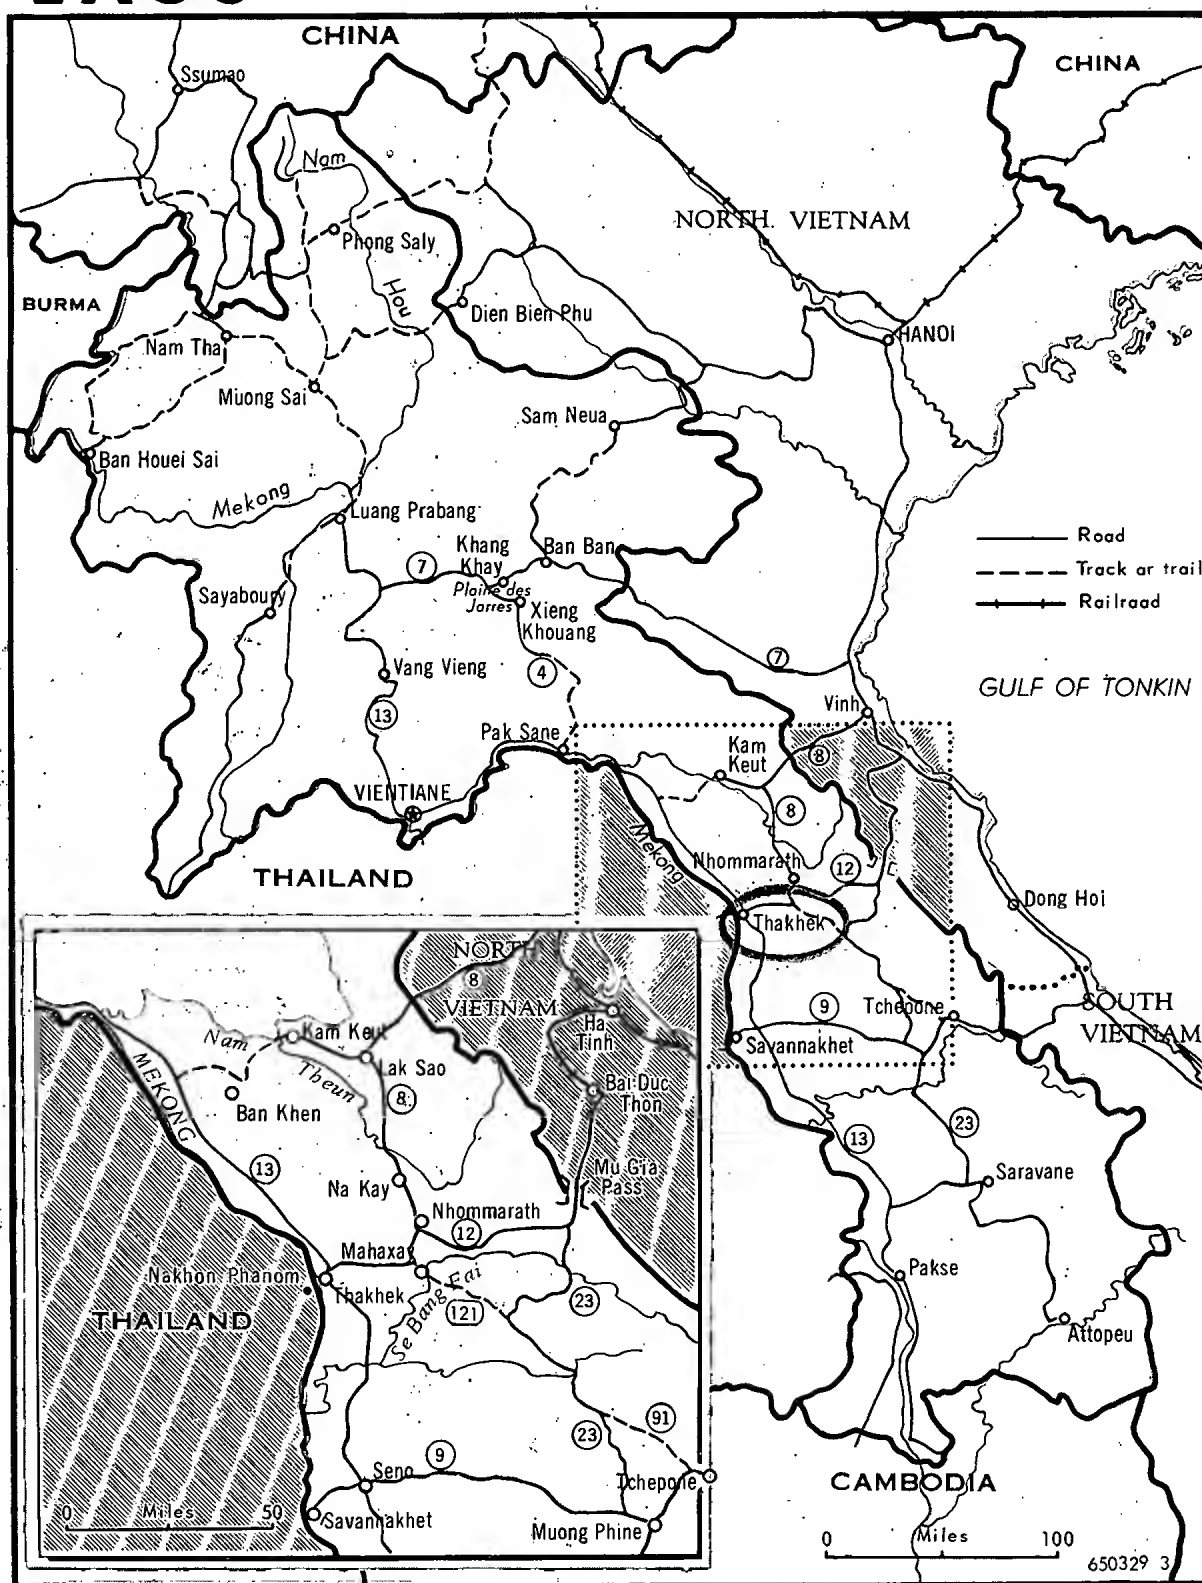 LAOS
CHINA
CHINA
Ssumao
Nam
NORTH VIETNAM
Phong Saly
Hou
BURMA
Dien Bien Phu
HANOI
Nam Tha
Muong Sai
Sam Neua
Ban Houei Sai
Mekong
Luang Prabang
Road
Khang
Khay
Ban Ban
7
Track or trail
Plaine des
Jarres
Railroad
Sayaboury
Xieng
Khouang
7
Vang Vieng
4
GULF OF TONKIN
13
Vinh
Pak Sane
Kam
Keut
8
VIENTIANE
8
Mekong
Nhommarath
12
THAILAND
Dong Hoi
Thakhek
9
Tchepone
SOUTH
VIETNAM
Savannakhet
23
13
Saravane
Pakse
Attopeu
CAMBODIA
0 Miles 100
650329 3
NORTH
8
VIETNAM
Ha
Tinh
Kam Keut
Nam
Theun
Lak Sao
MEKONG
8
Bai Duc
Thon
Ban Khen
13
Mu Gia
Pass
Na Kay
Nhommarath
12
Mahaxay
Nakhon Phanom
Thakhek
Se Bang Fai
121
23
THAILAND
91
23
9
Seno
Tchepone
0 Miles 50
Savannakhet
Muong Phine